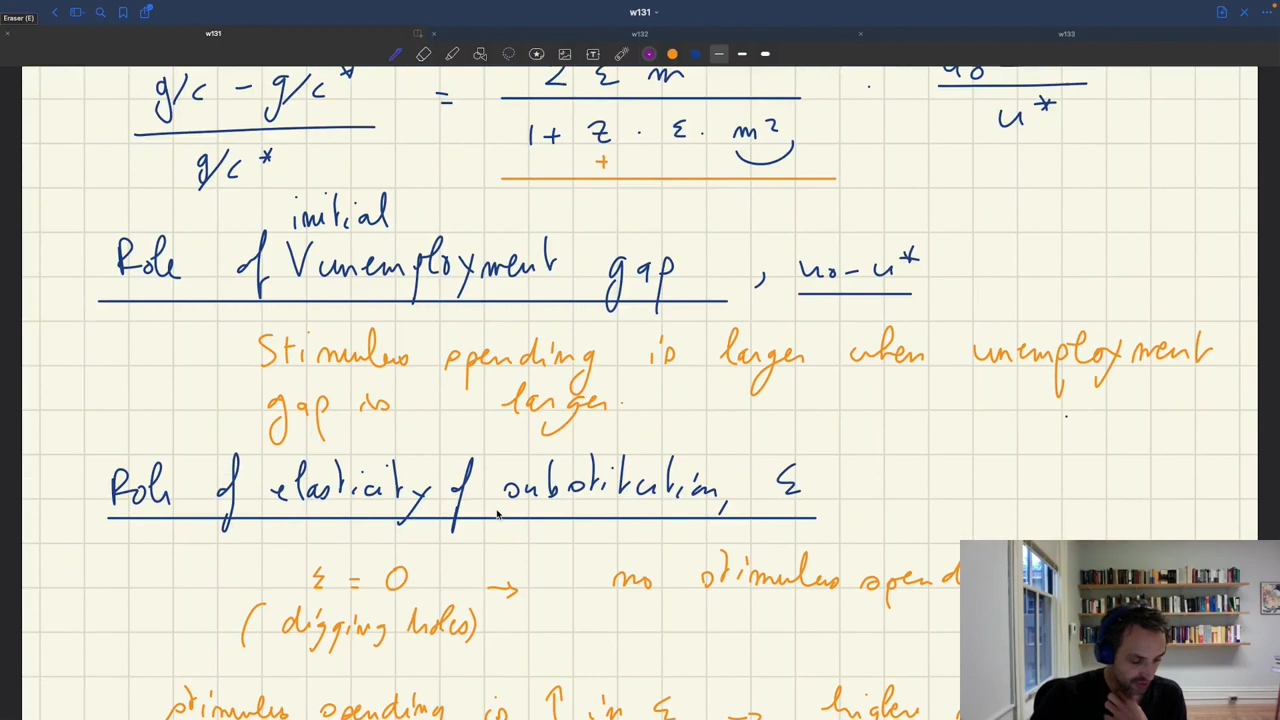 Eraser (E)
w131
w131
w132
w133
g/c - g/c* = Σ m . u0
g/c* 1 + Z · ε · m² u*
+
initial
Role of V unemployment gap, u0 - u*
Stimulus spending is larger when unemployment
gap is larger.
Role of elasticity of substitution, ε
ε = 0 → no stimulus spend
(digging holes)
stimulus spending is ↑ in ε → higher